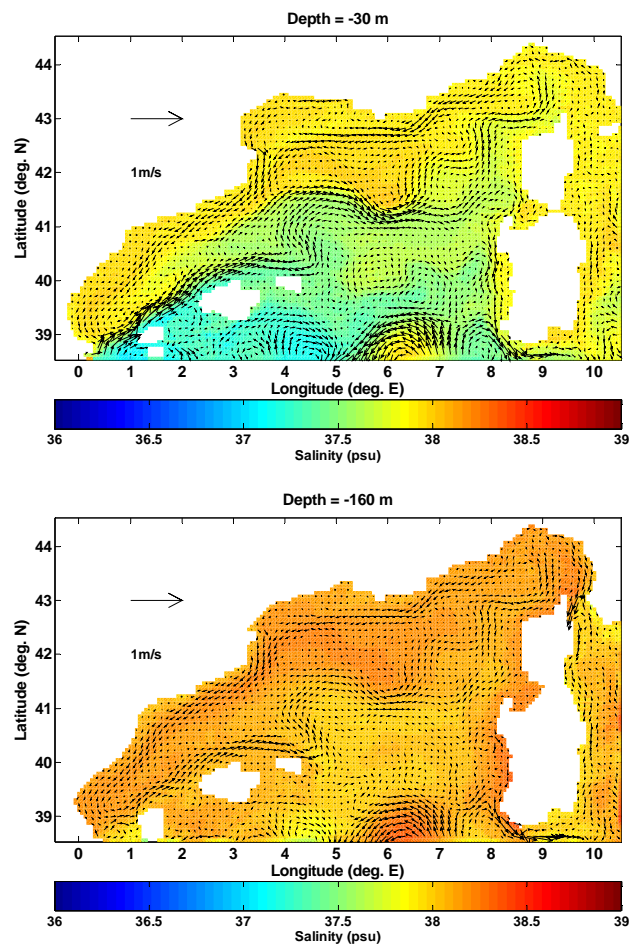 Depth = -30 m
44
43
42
41
40
39
Latitude (deg. N)
1m/s
0 1 2 3 4 5 6 7 8 9 10
Longitude (deg. E)
36 36.5 37 37.5 38 38.5 39
Salinity (psu)
Depth = -160 m
44
43
42
41
40
39
Latitude (deg. N)
1m/s
0 1 2 3 4 5 6 7 8 9 10
Longitude (deg. E)
36 36.5 37 37.5 38 38.5 39
Salinity (psu)